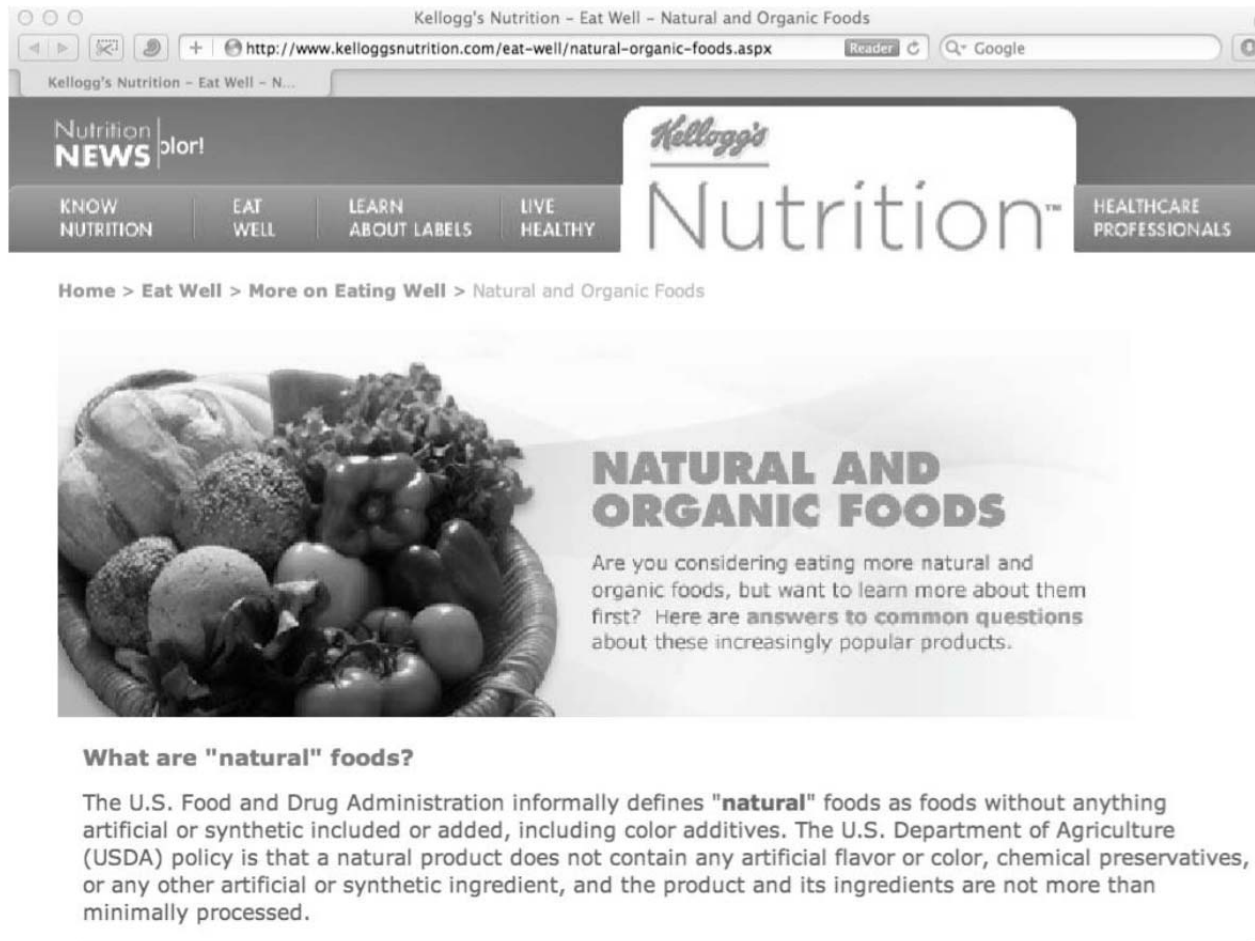 Kellogg's Nutrition – Eat Well – Natural and Organic Foods
http://www.kelloggsnutrition.com/eat-well/natural-organic-foods.aspx Reader Google
Kellogg's Nutrition – Eat Well – N...
Nutrition
NEWS olor!
Kellogg's
Nutrition™
KNOW
NUTRITION
EAT
WELL
LEARN
ABOUT LABELS
LIVE
HEALTHY
HEALTHCARE
PROFESSIONALS
Home > Eat Well > More on Eating Well > Natural and Organic Foods
NATURAL AND
ORGANIC FOODS
Are you considering eating more natural and
organic foods, but want to learn more about them
first? Here are answers to common questions
about these increasingly popular products.
What are "natural" foods?
The U.S. Food and Drug Administration informally defines "natural" foods as foods without anything
artificial or synthetic included or added, including color additives. The U.S. Department of Agriculture
(USDA) policy is that a natural product does not contain any artificial flavor or color, chemical preservatives,
or any other artificial or synthetic ingredient, and the product and its ingredients are not more than
minimally processed.